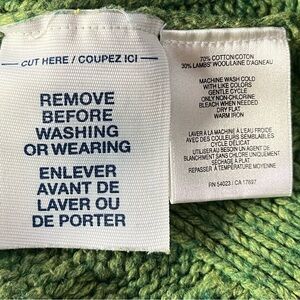 — CUT HERE / COUPEZ ICI —
REMOVE
BEFORE
WASHING
OR WEARING
ENLEVER
AVANT DE
LAVER OU
DE PORTER
70% COTTON/COTON
30% LAMBS' WOOL/LAINE D'AGNEAU
MACHINE WASH COLD
WITH LIKE COLORS
GENTLE CYCLE
ONLY NON-CHLORINE
BLEACH WHEN NEEDED
DRY FLAT
WARM IRON
LAVER À LA MACHINE À L'EAU FROIDE
AVEC DES COULEURS SEMBLABLES
CYCLE DÉLICAT
UTILISER AU BESOIN UN AGENT DE
BLANCHIMENT SANS CHLORE UNIQUEMENT
SÉCHAGE À PLAT
REPASSER À TEMPÉRATURE MOYENNE
RN 54023 / CA 17897